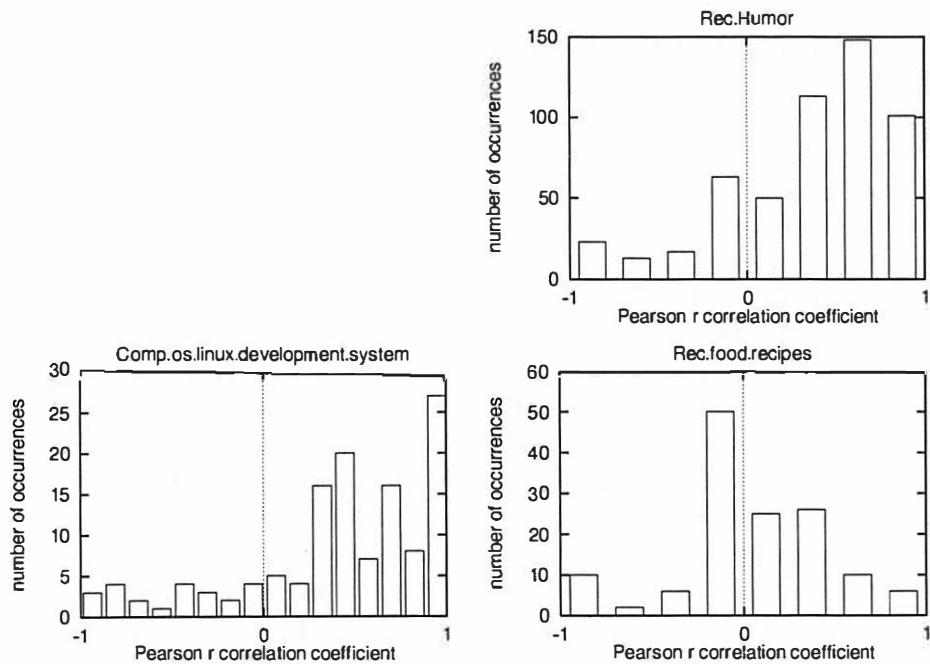 Rec.Humor
150
100
50
0
-1 0 1
number of occurrences
Pearson r correlation coefficient
Comp.os.linux.development.system
30
25
20
15
10
5
0
-1 0 1
number of occurrences
Pearson r correlation coefficient
Rec.food.recipes
60
50
40
30
20
10
0
-1 0 1
number of occurrences
Pearson r correlation coefficient